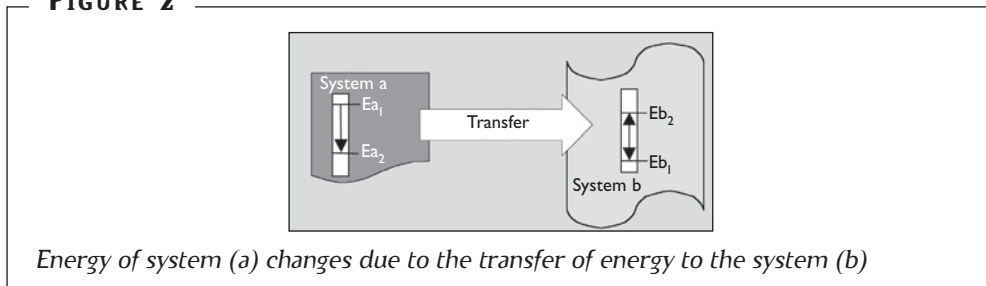 FIGURE 2
System a
Ea₁
Ea₂
Transfer
Eb₂
Eb₁
System b
Energy of system (a) changes due to the transfer of energy to the system (b)